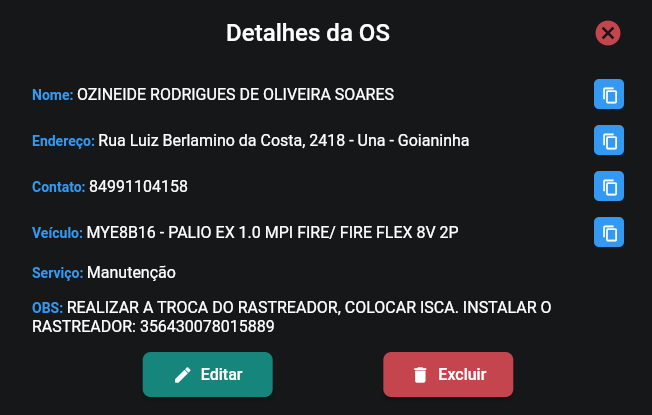 Detalhes da OS
Nome: OZINEIDE RODRIGUES DE OLIVEIRA SOARES
Endereço: Rua Luiz Berlamino da Costa, 2418 - Una - Goianinha
Contato: 84991104158
Veículo: MYE8B16 - PALIO EX 1.0 MPI FIRE/ FIRE FLEX 8V 2P
Serviço: Manutenção
OBS: REALIZAR A TROCA DO RASTREADOR, COLOCAR ISCA. INSTALAR O
RASTREADOR: 356430078015889
Editar Excluir